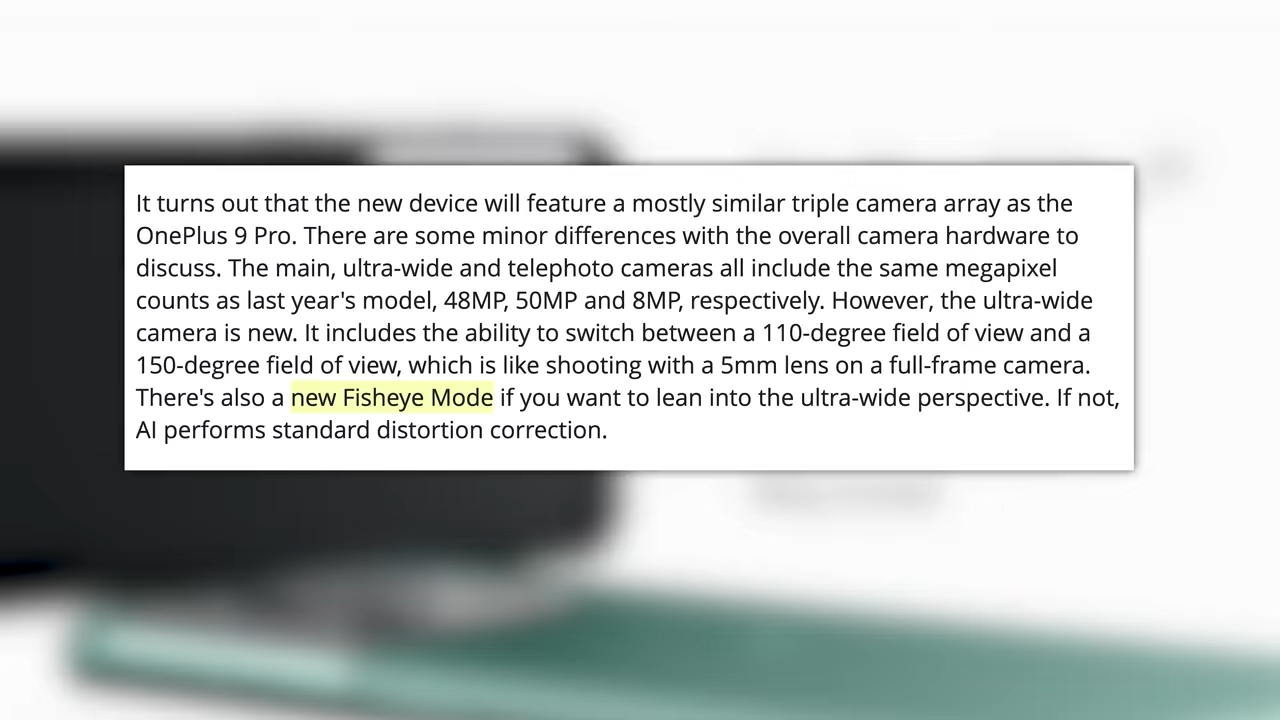 It turns out that the new device will feature a mostly similar triple camera array as the
OnePlus 9 Pro. There are some minor differences with the overall camera hardware to
discuss. The main, ultra-wide and telephoto cameras all include the same megapixel
counts as last year's model, 48MP, 50MP and 8MP, respectively. However, the ultra-wide
camera is new. It includes the ability to switch between a 110-degree field of view and a
150-degree field of view, which is like shooting with a 5mm lens on a full-frame camera.
There's also a new Fisheye Mode if you want to lean into the ultra-wide perspective. If not,
AI performs standard distortion correction.